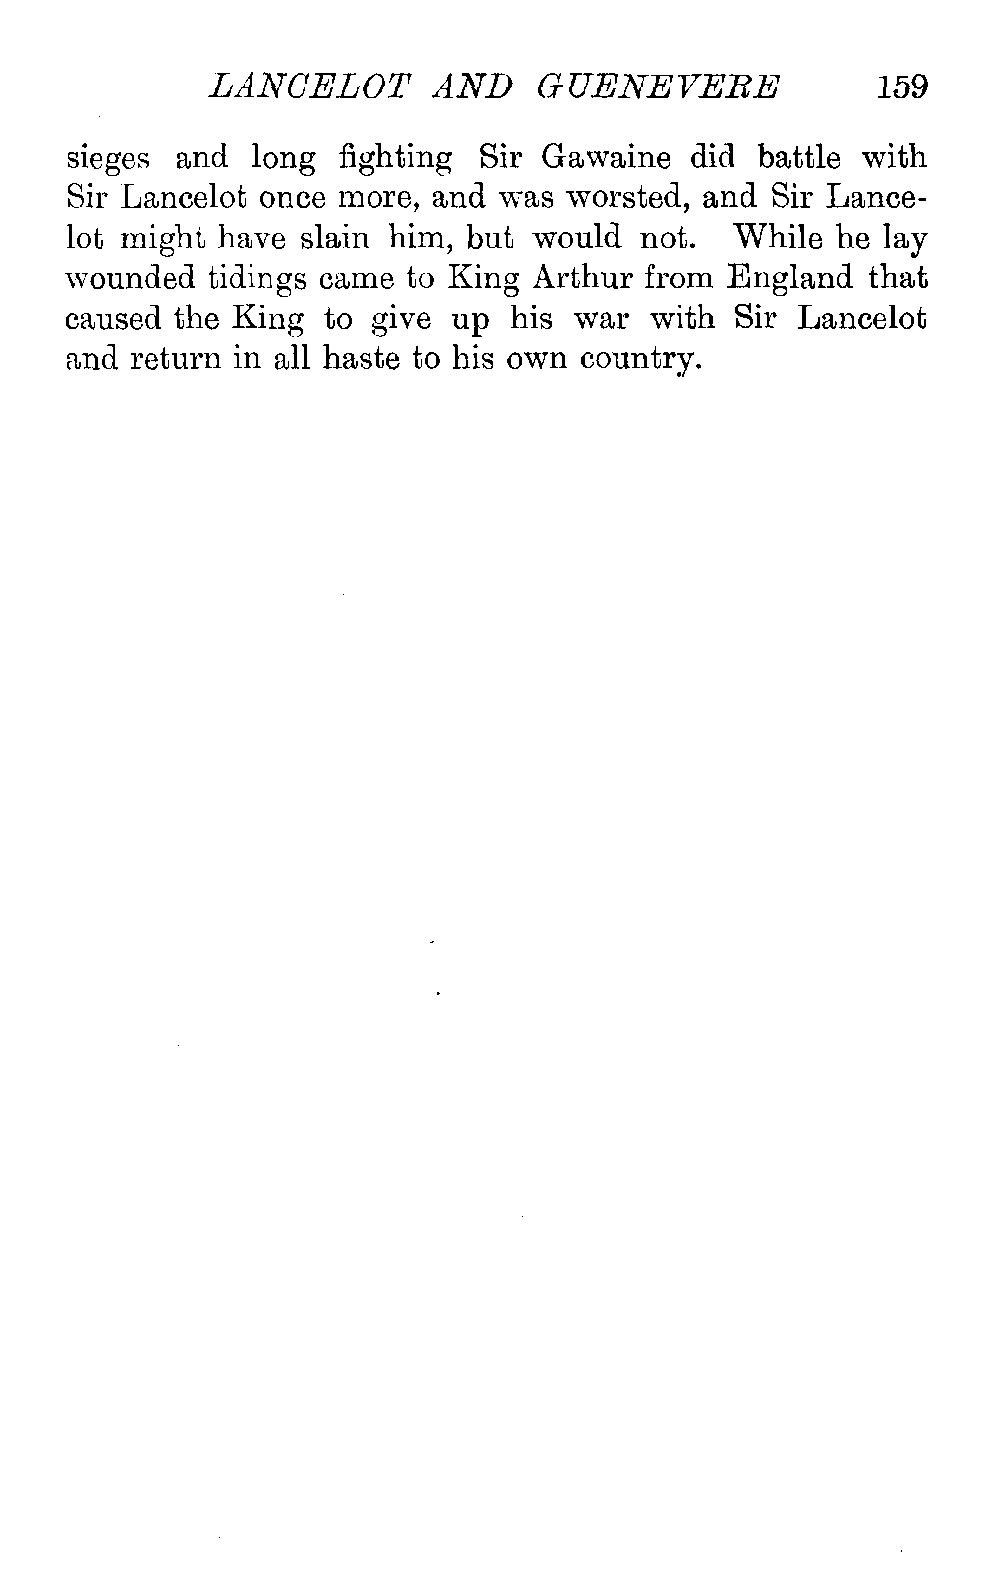 LANCELOT AND GUENEVERE 159
sieges and long fighting Sir Gawaine did battle with
Sir Lancelot once more, and was worsted, and Sir Lance-
lot might have slain him, but would not. While he lay
wounded tidings came to King Arthur from England that
caused the King to give up his war with Sir Lancelot
and return in all haste to his own country.